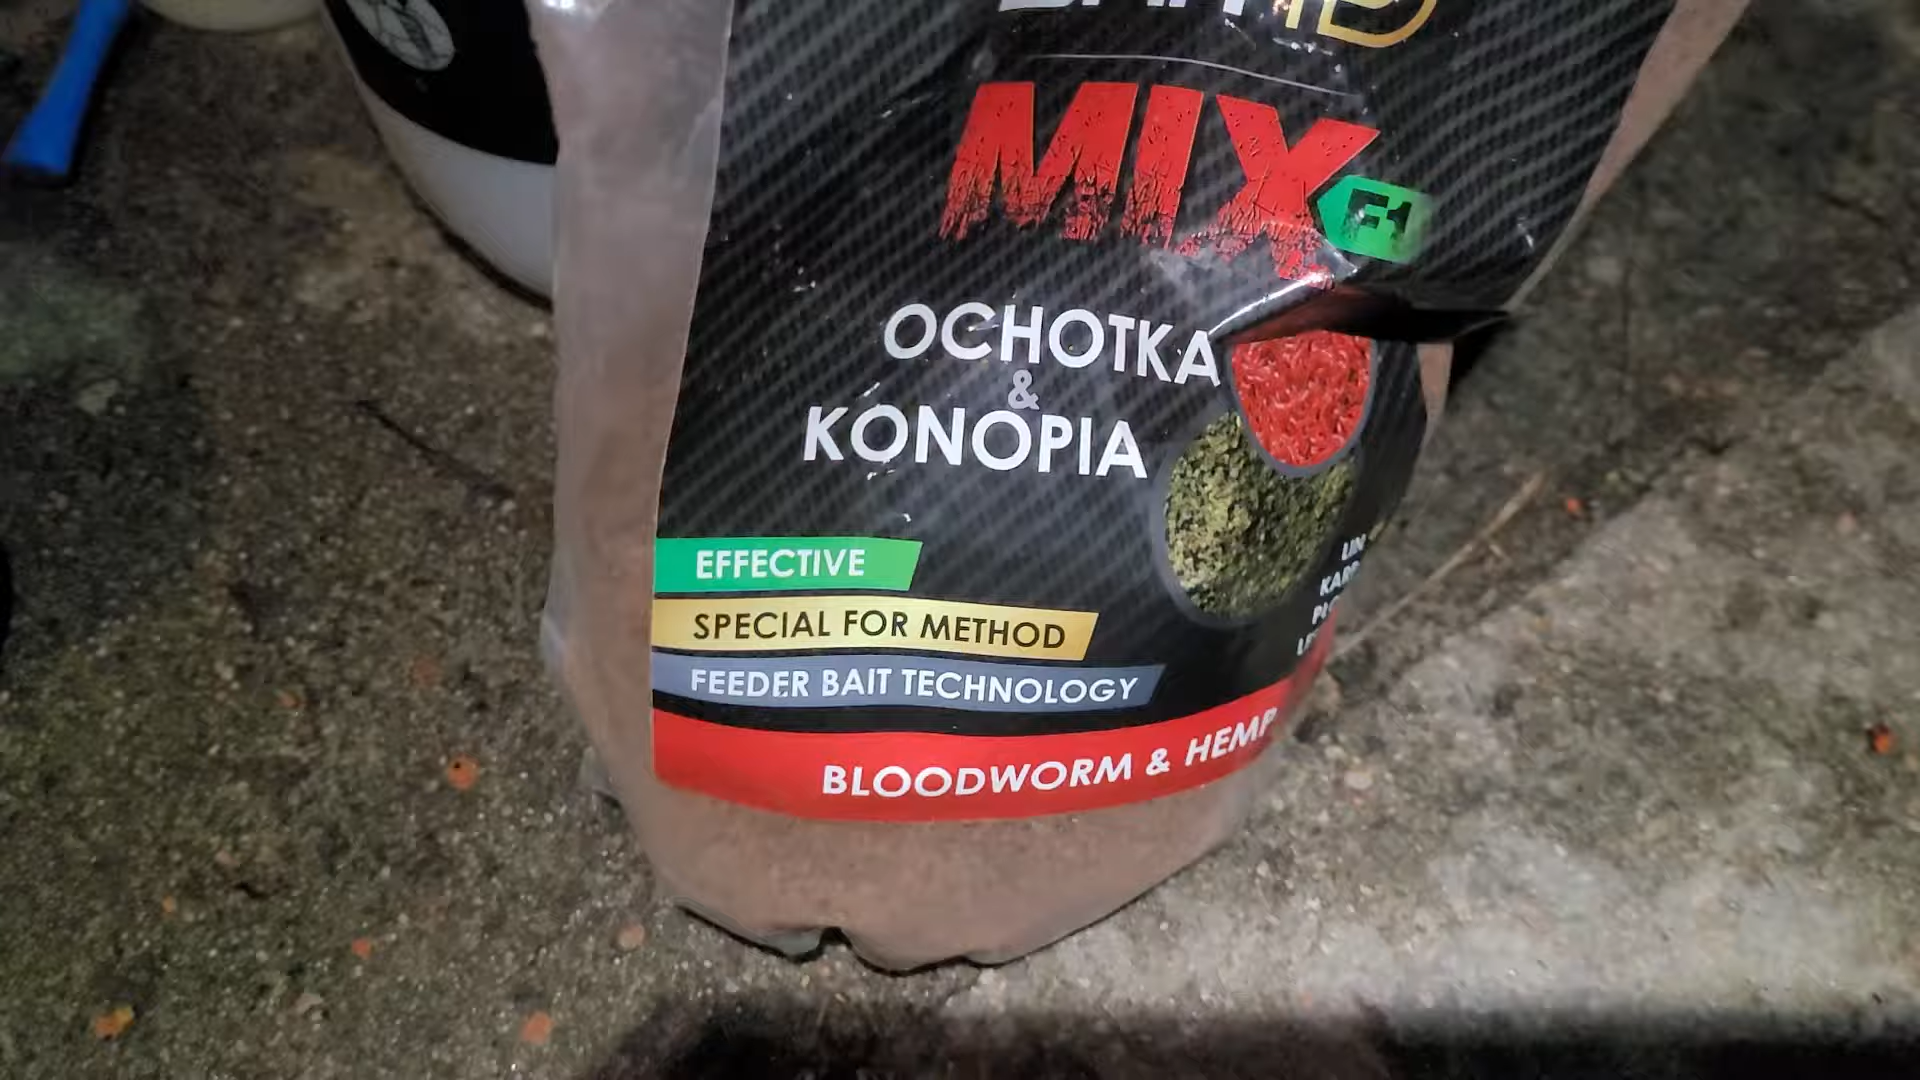 MIX
F1
OCHOTKA
&
KONOPIA
EFFECTIVE
SPECIAL FOR METHOD
FEEDER BAIT TECHNOLOGY
BLOODWORM & HEMP